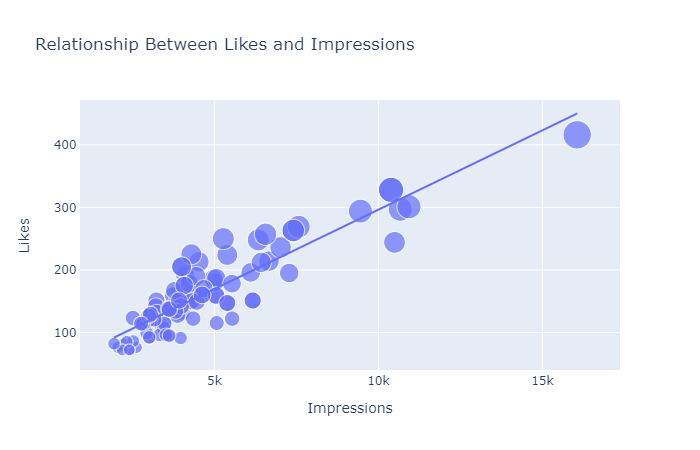 Relationship Between Likes and Impressions
400
300
200
100
Likes
5k
10k
15k
Impressions